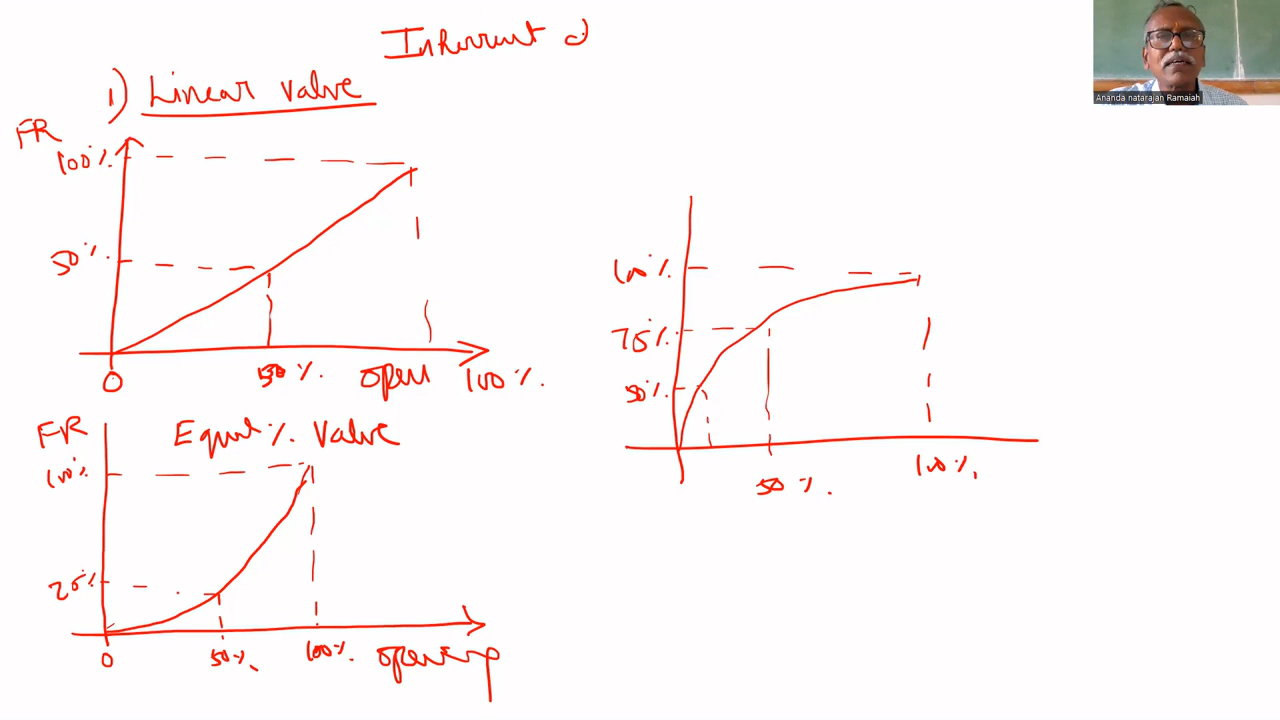 Inherent c
1) Linear valve
FR
100%
50%
0
50%
open
100%
FR
Equal % Valve
100%
25%
0
50%
100%
opening
100%
75%
50%
50%
100%
Ananda natarajan Ramaiah